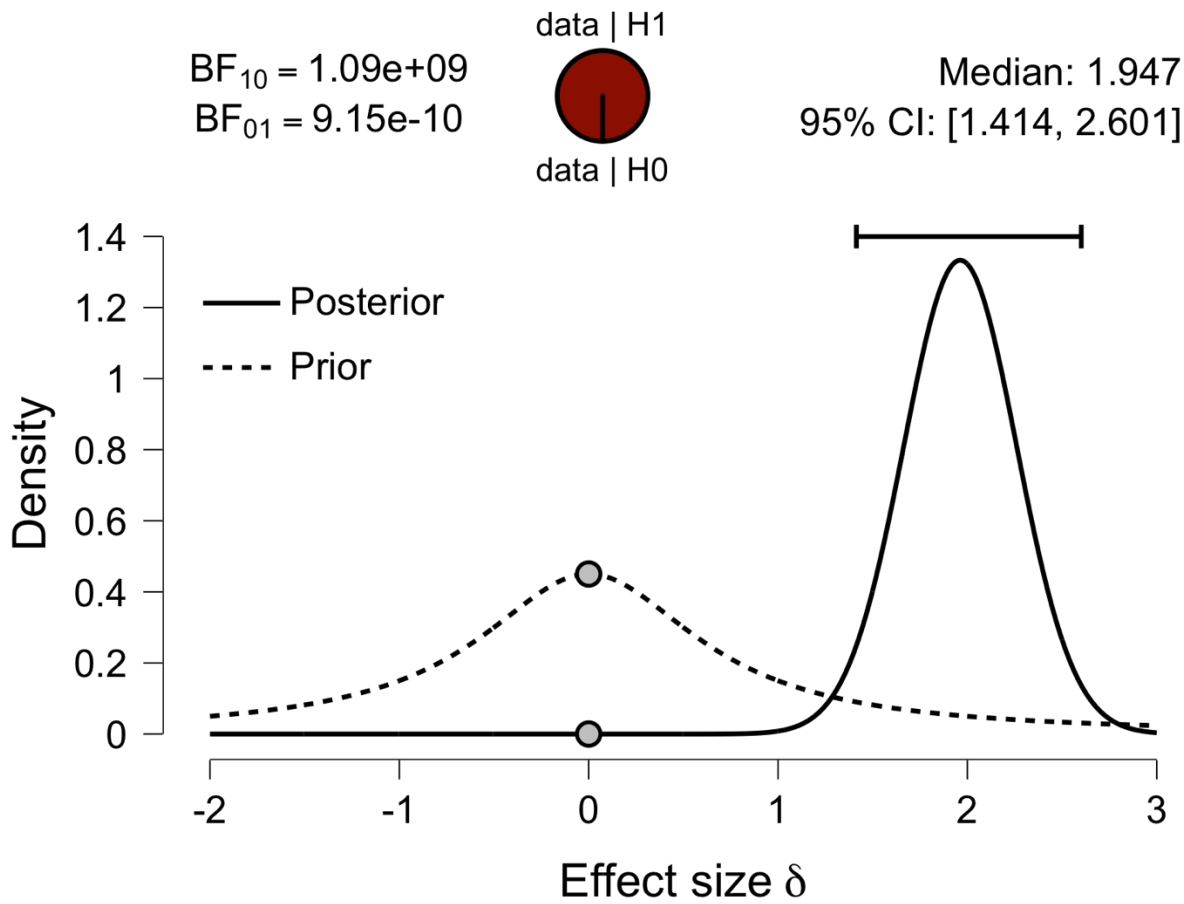 data | H1
BF₁₀ = 1.09e+09
BF₀₁ = 9.15e-10
data | H0
Median: 1.947
95% CI: [1.414, 2.601]
Posterior
Prior
Density
1.4
1.2
1
0.8
0.6
0.4
0.2
0
-2
-1
0
1
2
3
Effect size δ